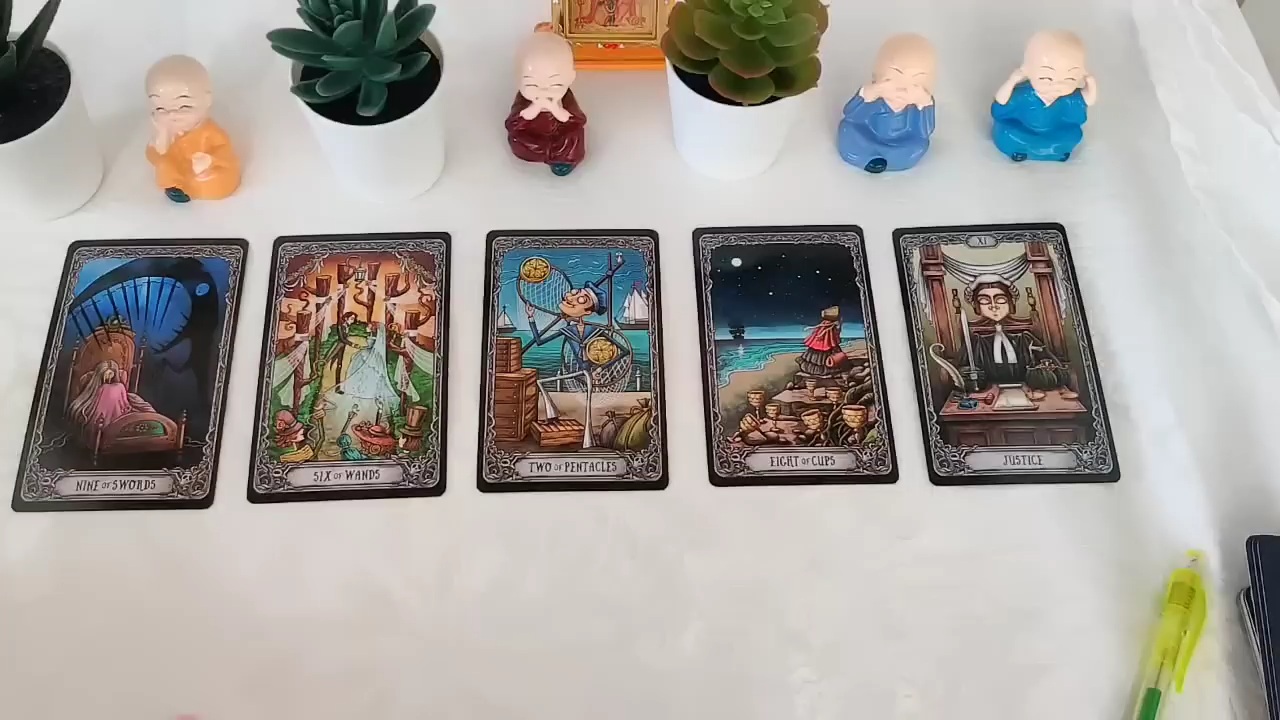 NINE OF SWORDS
SIX OF WANDS
TWO OF PENTACLES
EIGHT OF CUPS
XI
JUSTICE